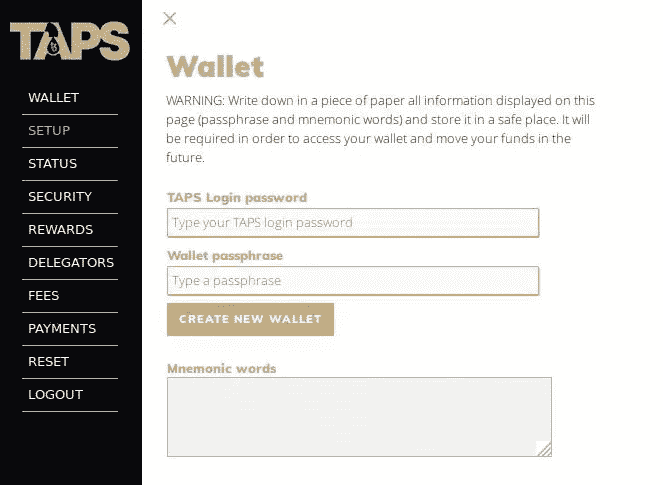 TAPS
WALLET
SETUP
STATUS
SECURITY
REWARDS
DELEGATORS
FEES
PAYMENTS
RESET
LOGOUT
Wallet
WARNING: Write down in a piece of paper all information displayed on this
page (passphrase and mnemonic words) and store it in a safe place. It will
be required in order to access your wallet and move your funds in the
future.
TAPS Login password
Type your TAPS login password
Wallet passphrase
Type a passphrase
CREATE NEW WALLET
Mnemonic words